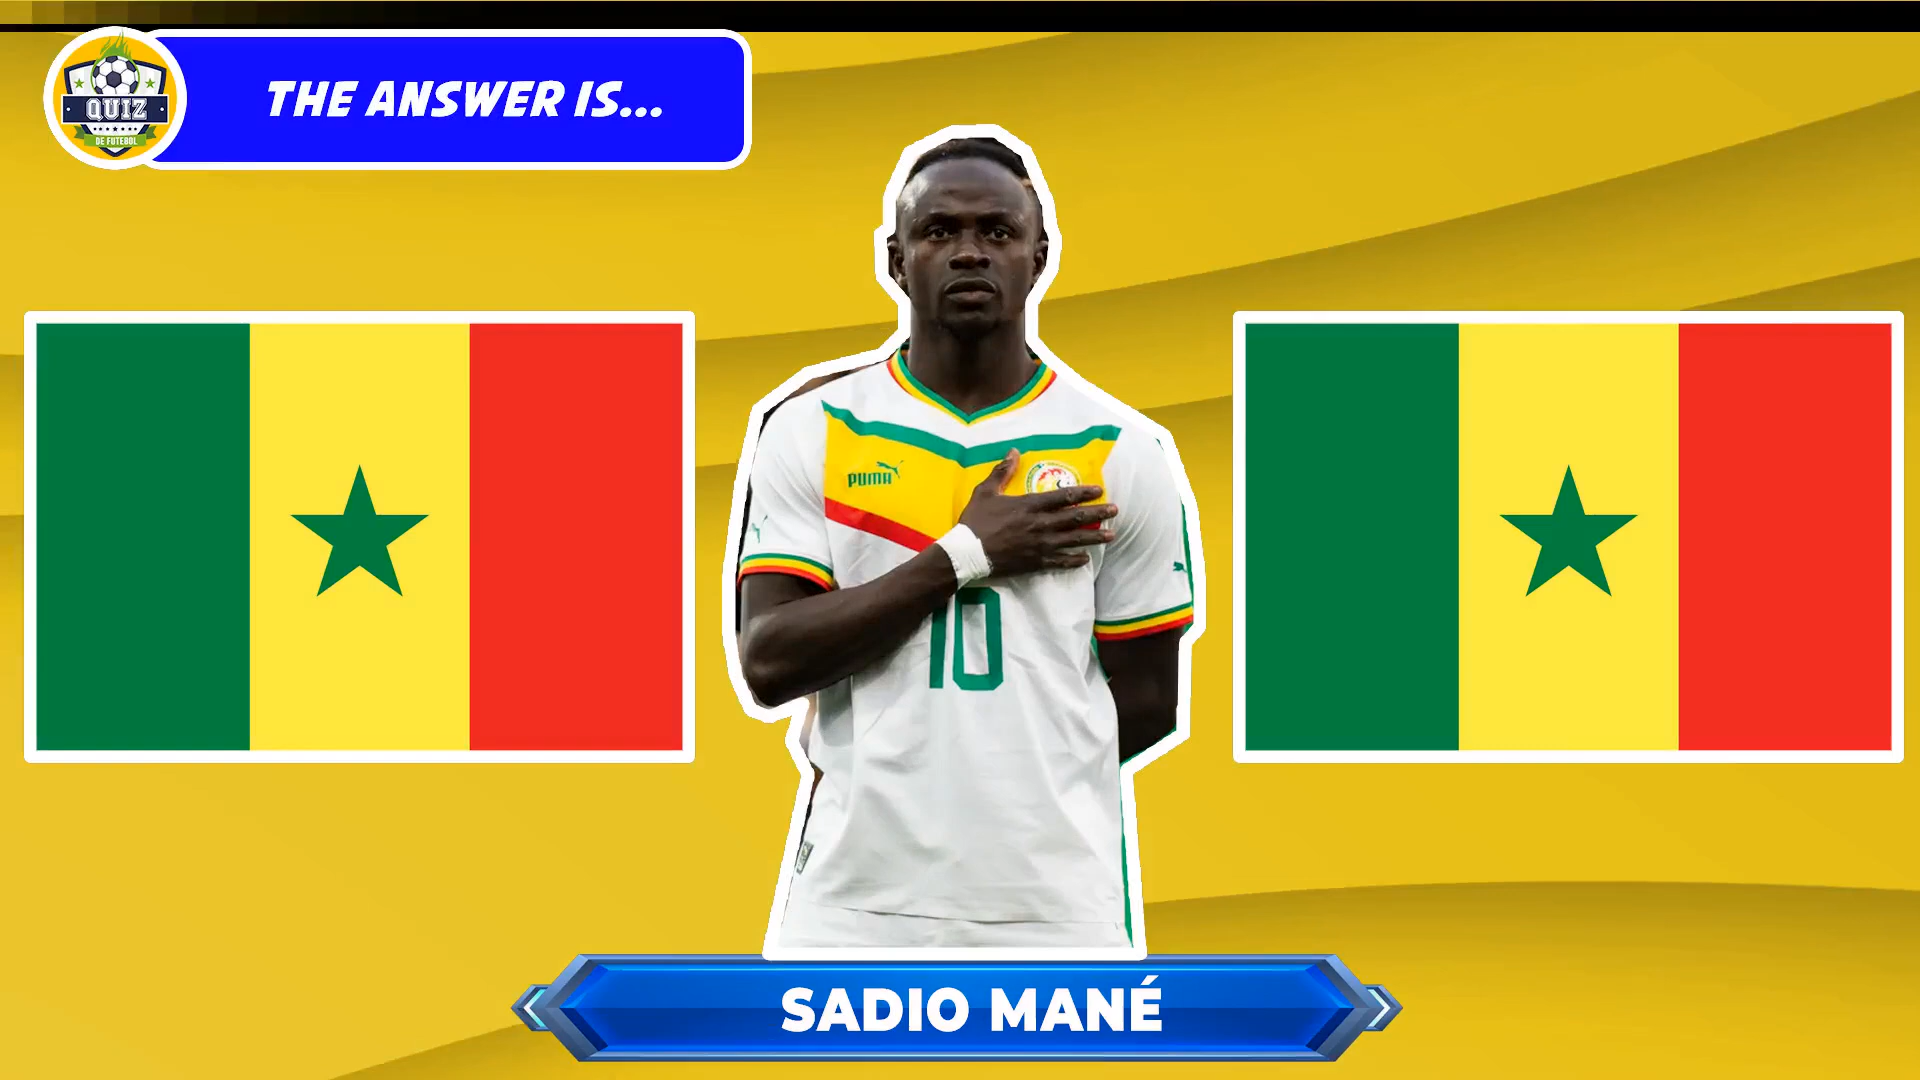 THE ANSWER IS...
QUIZ
DE FUTEBOL
PUMA
10
SADIO MANÉ